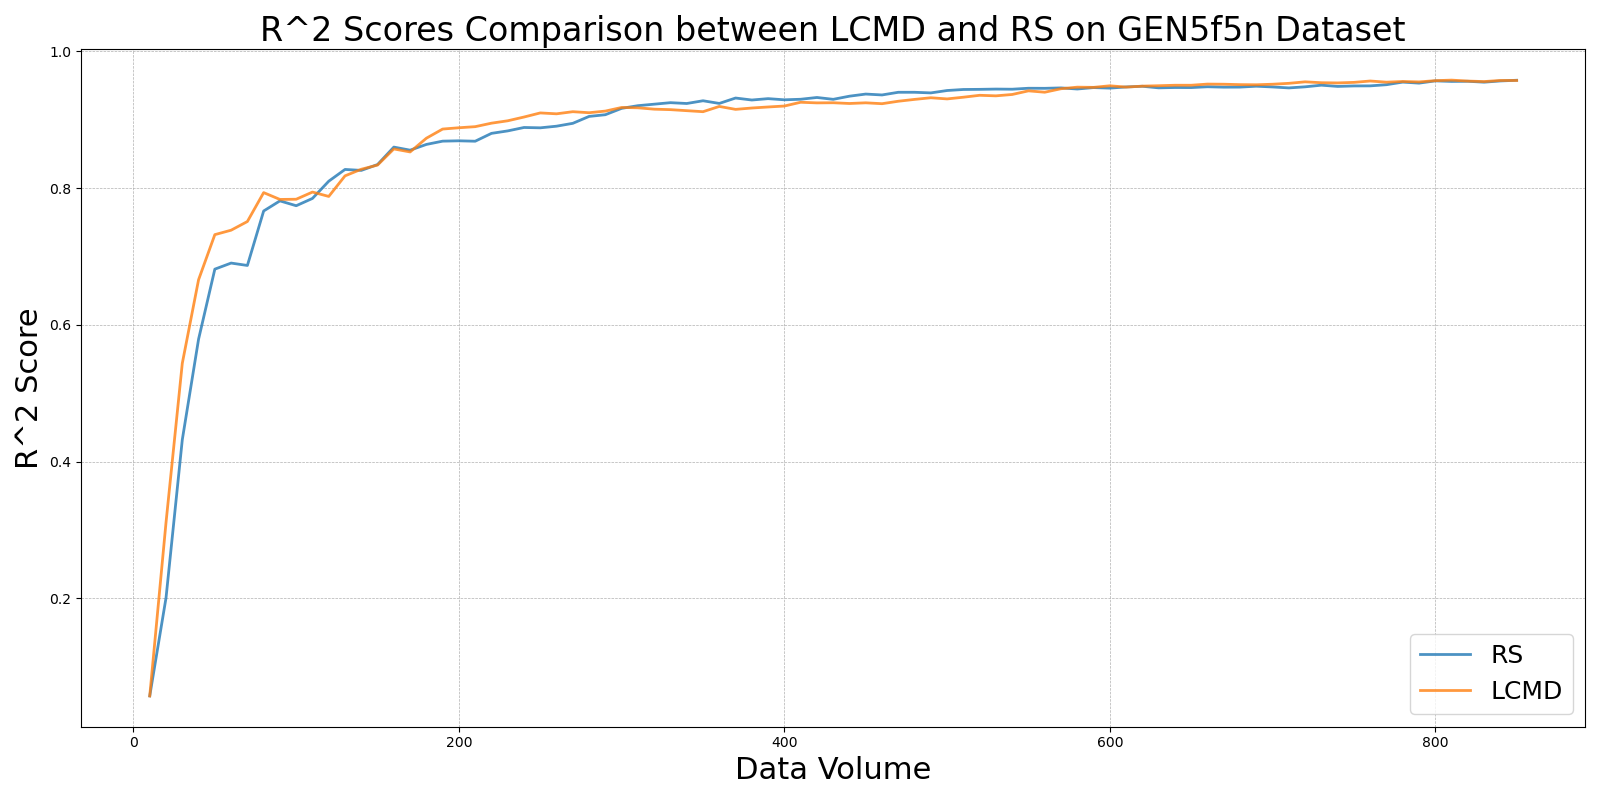 R^2 Scores Comparison between LCMD and RS on GEN5f5n Dataset
R^2 Score
1.0
0.8
0.6
0.4
0.2
0
200
400
600
800
Data Volume
RS
LCMD